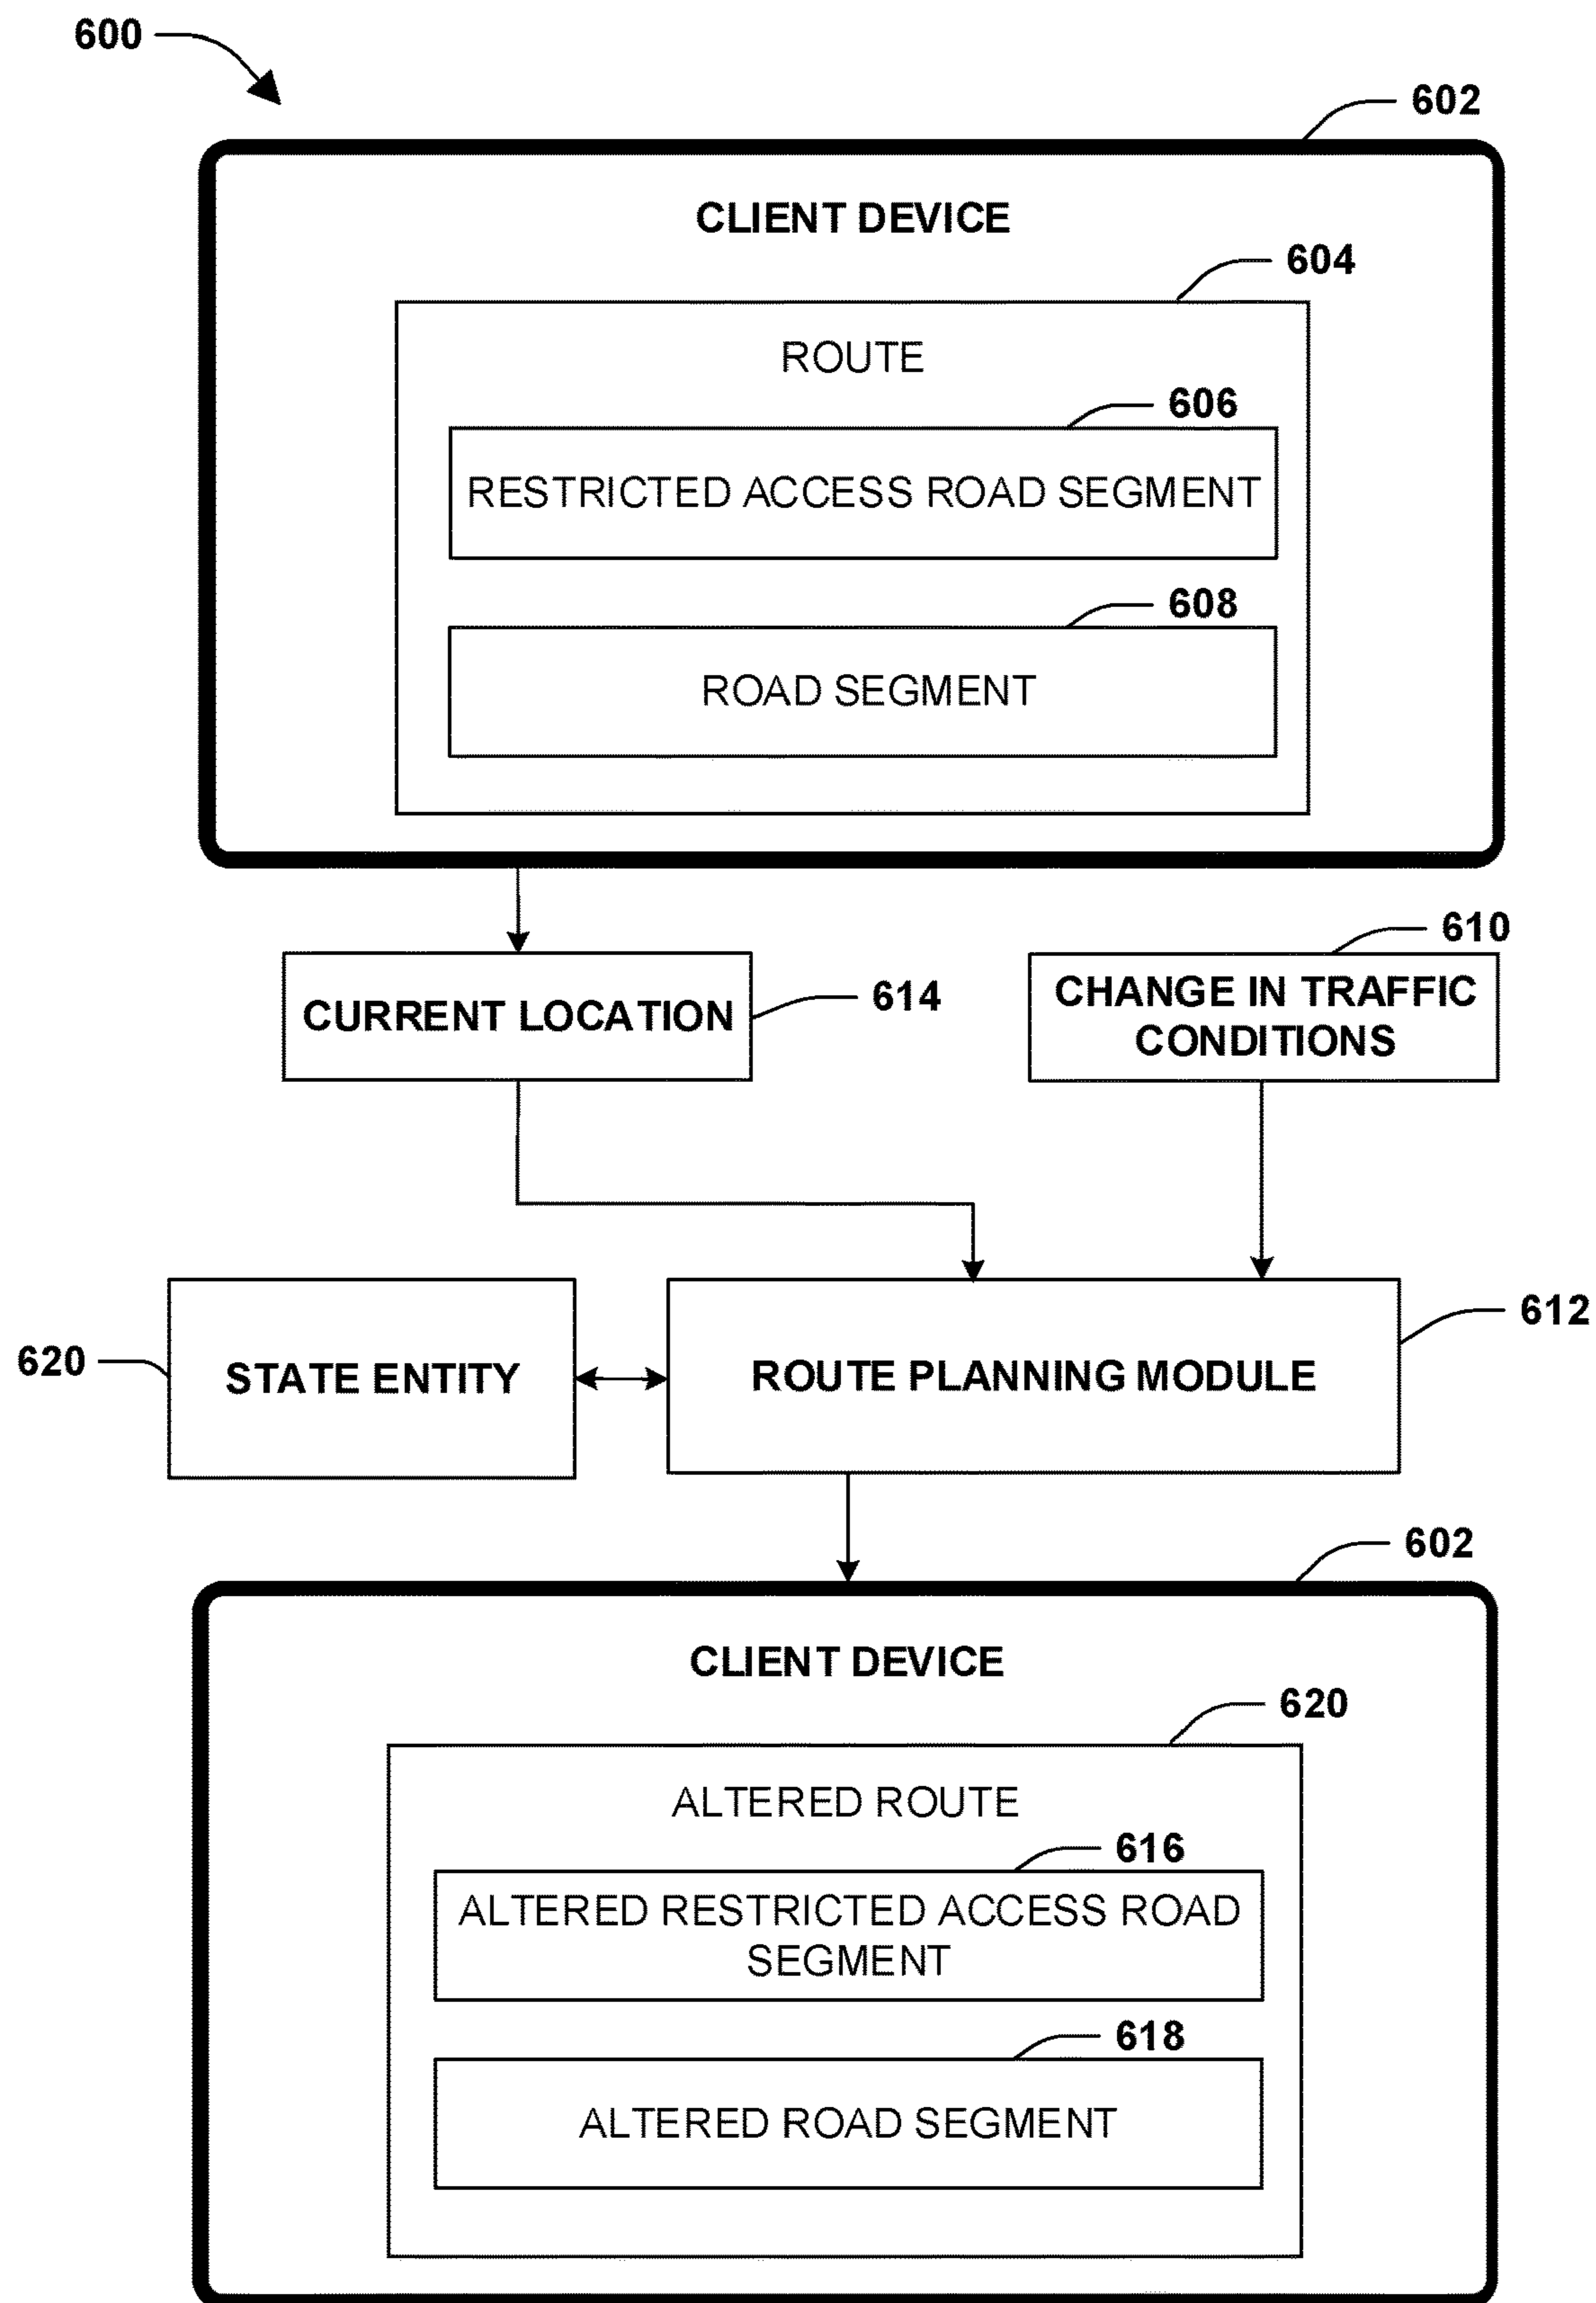 600
602
CLIENT DEVICE
604
ROUTE
606
RESTRICTED ACCESS ROAD SEGMENT
608
ROAD SEGMENT
610
CURRENT LOCATION
614
CHANGE IN TRAFFIC
CONDITIONS
620
STATE ENTITY
ROUTE PLANNING MODULE
612
602
CLIENT DEVICE
620
ALTERED ROUTE
616
ALTERED RESTRICTED ACCESS ROAD
SEGMENT
618
ALTERED ROAD SEGMENT